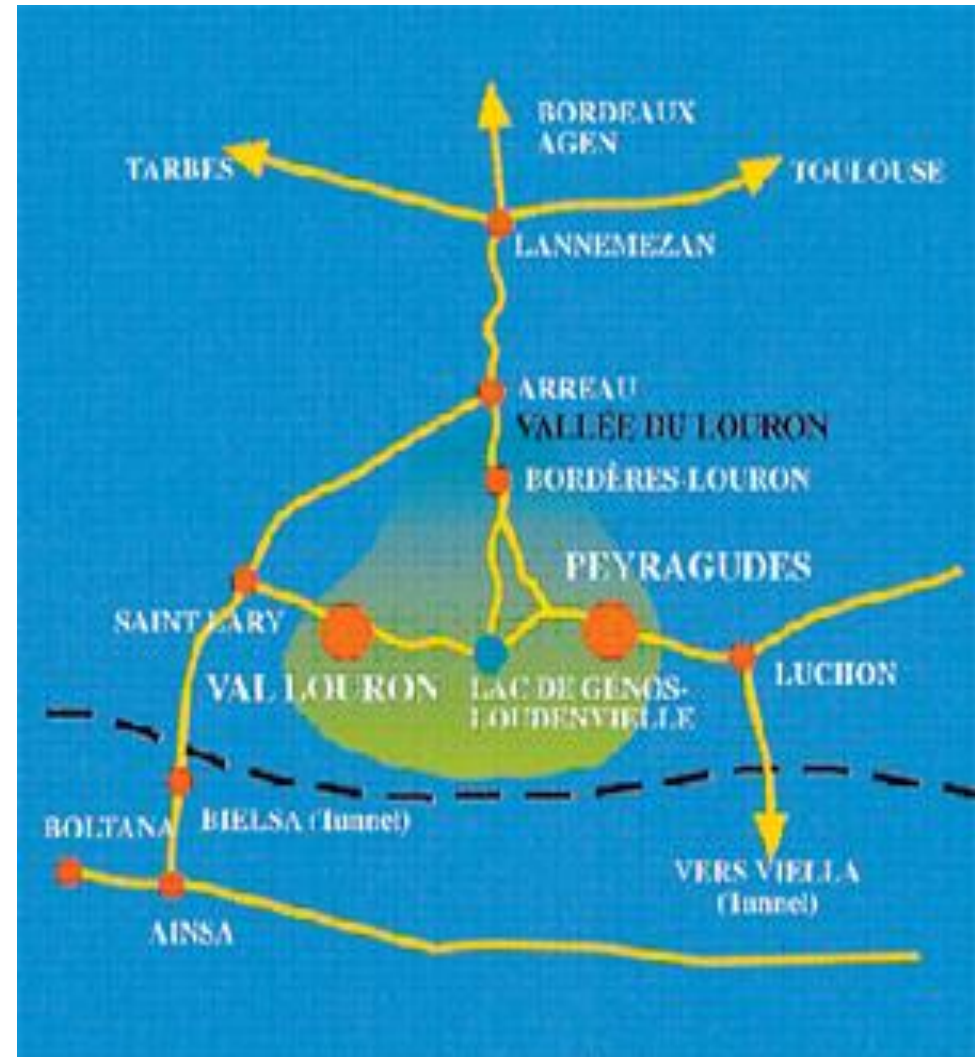 BORDEAUX
AGEN
TARBES
TOULOUSE
LANNEMEZAN
ARREAU
VALLÉE DU LOURON
BORDÈRES-LOURON
PEYRAGUDES
SAINT LARY
VAL LOURON
LAC DE GÉNOS-
LOUDENVIELLE
LUCHON
BIELSA (Tunnel)
BOLTANA
VERS VIELLA
(Tunnel)
AINSA